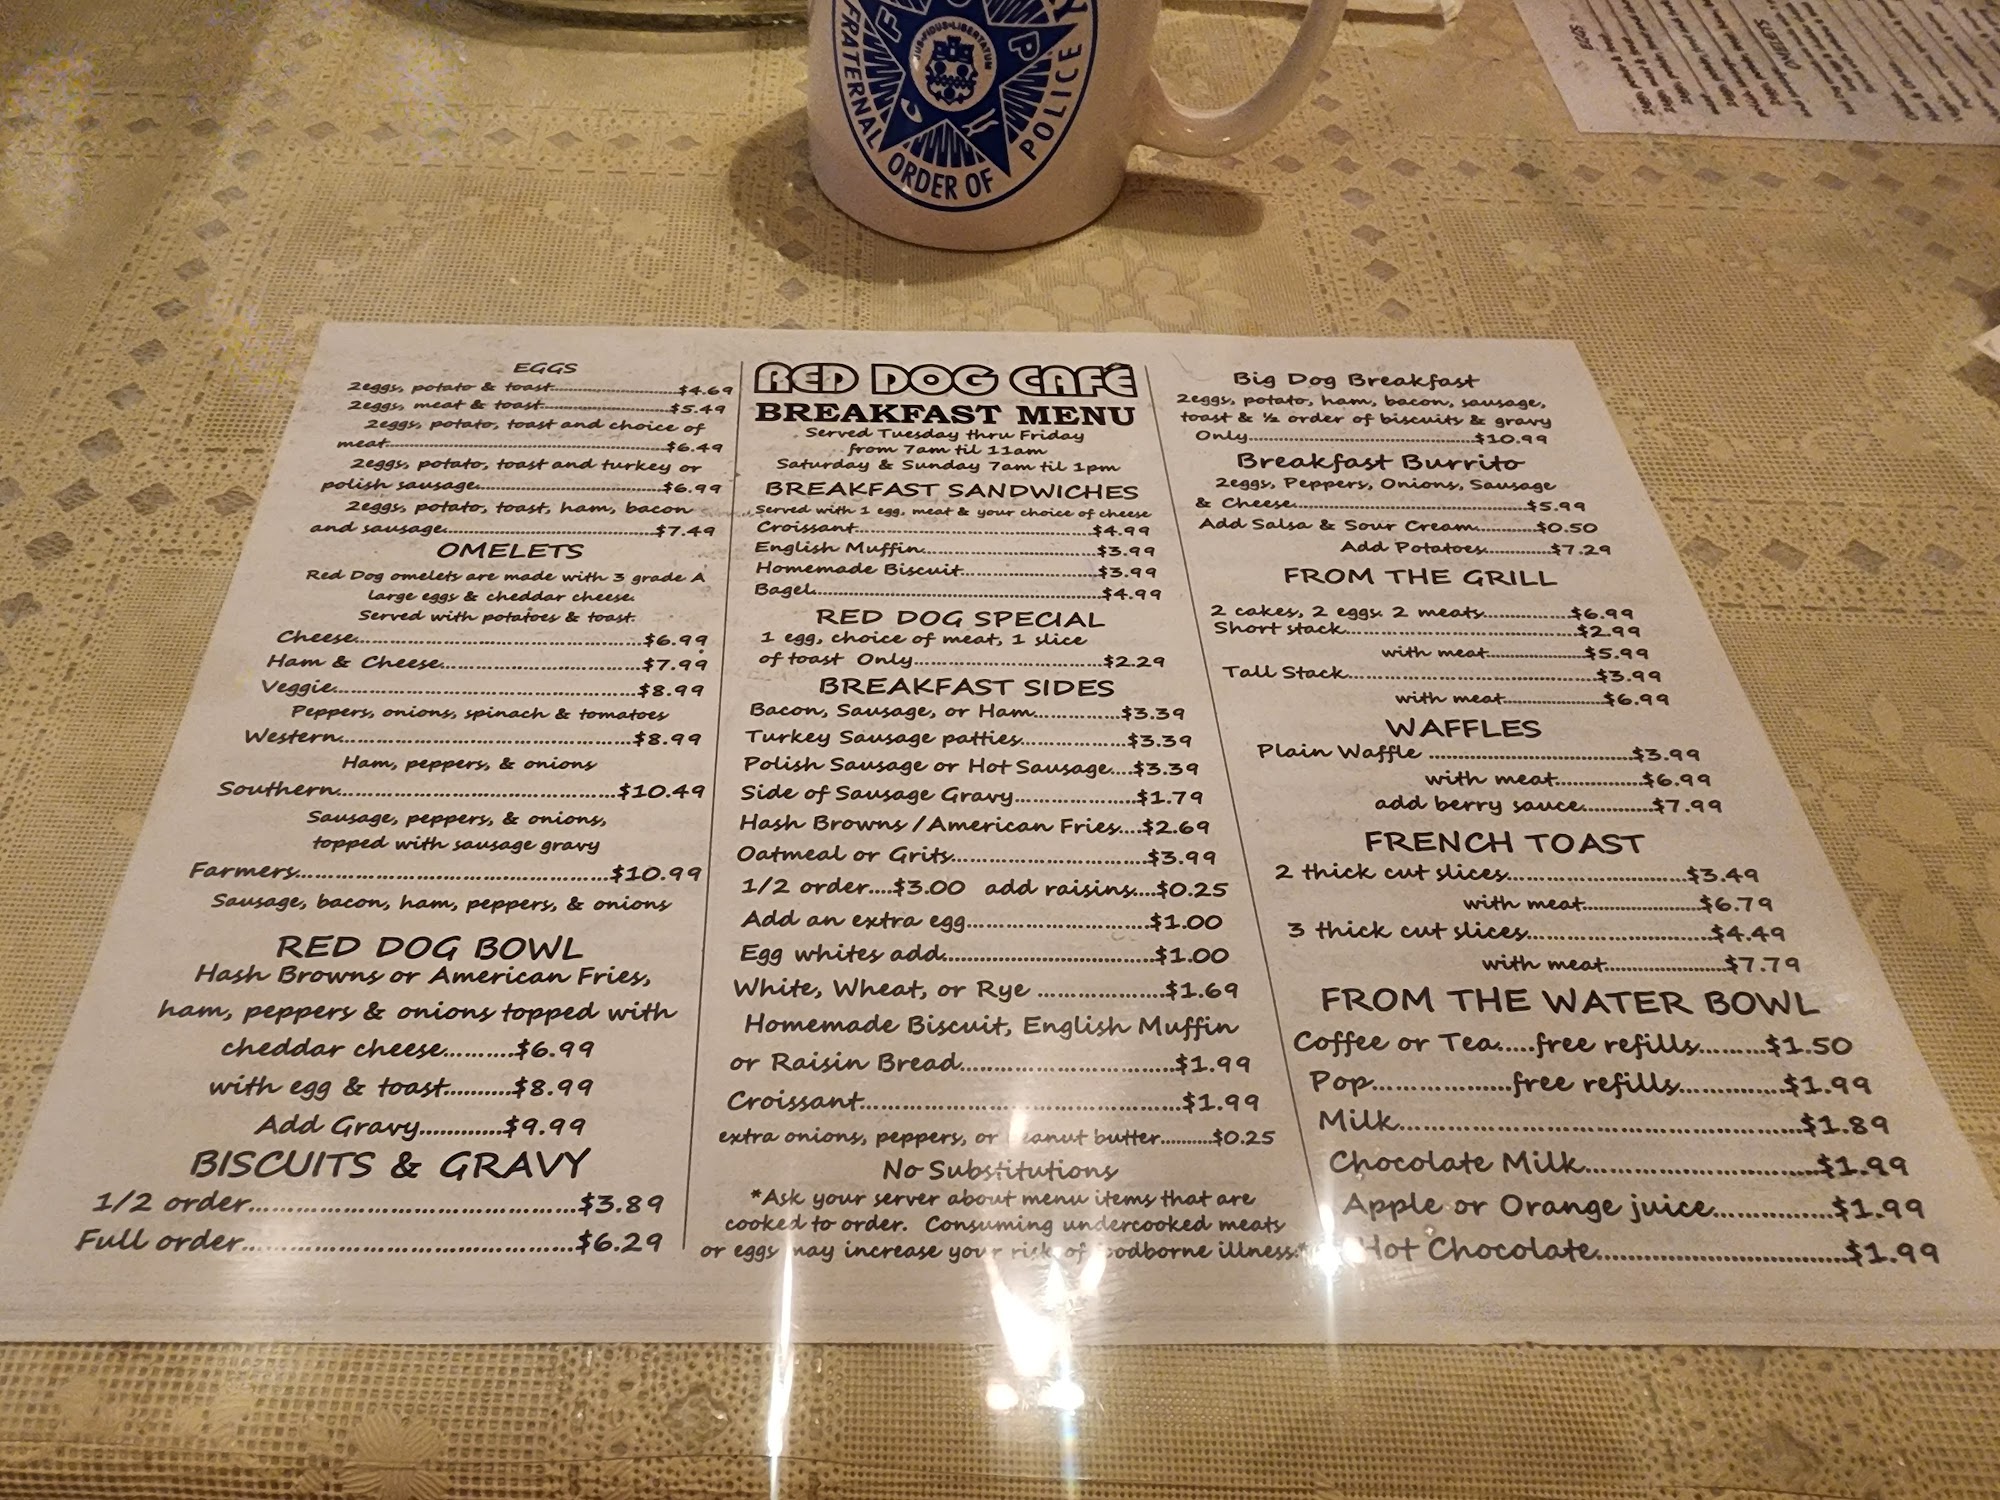 FRATERNAL ORDER OF POLICE
F O P
JUS·FIDUS·LIBERTATUM
EGGS
OMELETS
EGGS
2eggs, potato & toast.....$4.69
2eggs, meat & toast.....$5.49
2eggs, potato, toast and choice of
meat.....$6.49
2eggs, potato, toast and turkey or
polish sausage.....$6.99
2eggs, potato, toast, ham, bacon
and sausage.....$7.49
OMELETS
Red Dog omelets are made with 3 grade A
large eggs & cheddar cheese.
Served with potatoes & toast.
Cheese.....$6.99
Ham & Cheese.....$7.99
Veggie.....$8.99
Peppers, onions, spinach & tomatoes
Western.....$8.99
Ham, peppers, & onions
Southern.....$10.49
Sausage, peppers, & onions,
topped with sausage gravy
Farmers.....$10.99
Sausage, bacon, ham, peppers, & onions
RED DOG BOWL
Hash Browns or American Fries,
ham, peppers & onions topped with
cheddar cheese.....$6.99
with egg & toast.....$8.99
Add Gravy.....$9.99
BISCUITS & GRAVY
1/2 order.....$3.89
Full order.....$6.29
RED DOG CAFÉ
BREAKFAST MENU
Served Tuesday thru Friday
from 7am til 11am
Saturday & Sunday 7am til 1pm
BREAKFAST SANDWICHES
Served with 1 egg, meat & your choice of cheese
Croissant.....$4.99
English Muffin.....$3.99
Homemade Biscuit.....$3.99
Bagel.....$4.99
RED DOG SPECIAL
1 egg, choice of meat, 1 slice
of toast Only.....$2.29
BREAKFAST SIDES
Bacon, Sausage, or Ham.....$3.39
Turkey Sausage patties.....$3.39
Polish Sausage or Hot Sausage....$3.39
Side of Sausage Gravy.....$1.79
Hash Browns / American Fries....$2.69
Oatmeal or Grits.....$3.99
1/2 order....$3.00 add raisins....$0.25
Add an extra egg.....$1.00
Egg whites add.....$1.00
White, Wheat, or Rye .....$1.69
Homemade Biscuit, English Muffin
or Raisin Bread.....$1.99
Croissant.....$1.99
extra onions, peppers, or peanut butter.....$0.25
No Substitutions
*Ask your server about menu items that are
cooked to order. Consuming undercooked meats
or eggs may increase your risk of foodborne illness.*
Big Dog Breakfast
2eggs, potato, ham, bacon, sausage,
toast & ½ order of biscuits & gravy
Only.....$10.99
Breakfast Burrito
2eggs, Peppers, Onions, Sausage
& Cheese.....$5.99
Add Salsa & Sour Cream.....$0.50
Add Potatoes.....$7.29
FROM THE GRILL
2 cakes, 2 eggs. 2 meats.....$6.99
Short stack.....$2.99
with meat.....$5.99
Tall Stack.....$3.99
with meat.....$6.99
WAFFLES
Plain Waffle .....$3.99
with meat.....$6.99
add berry sauce.....$7.99
FRENCH TOAST
2 thick cut slices.....$3.49
with meat.....$6.79
3 thick cut slices.....$4.49
with meat.....$7.79
FROM THE WATER BOWL
Coffee or Tea.....free refills.....$1.50
Pop.....free refills.....$1.99
Milk.....$1.89
Chocolate Milk.....$1.99
Apple or Orange juice.....$1.99
Hot Chocolate.....$1.99